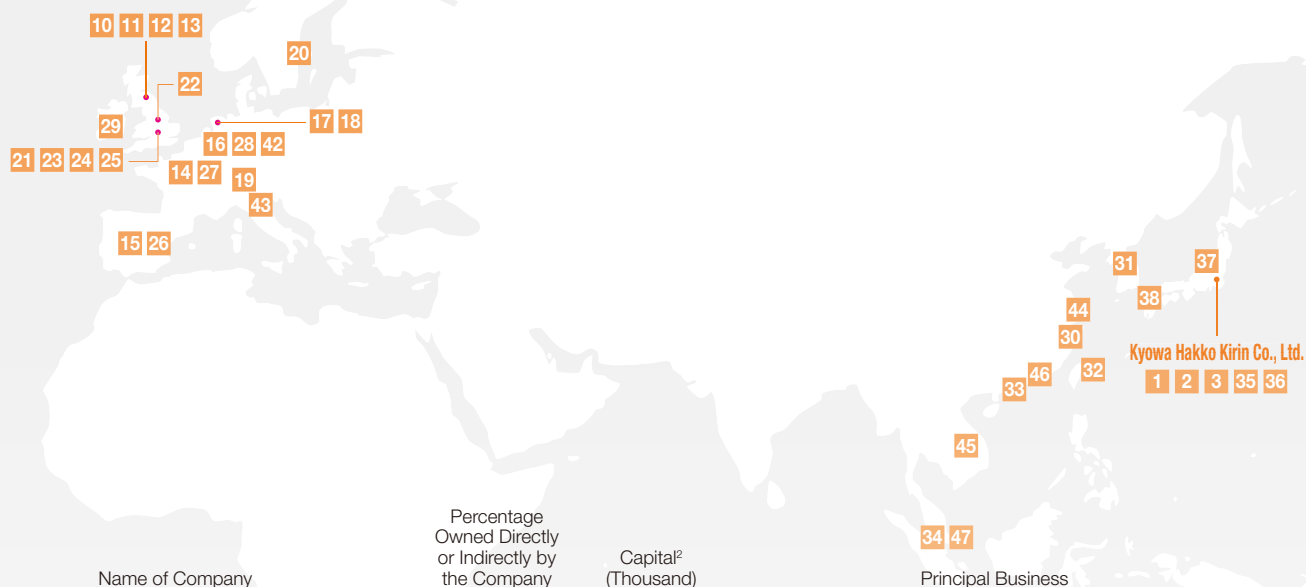 10 11 12 13
20
22
29
17 18
16 28 42
21 23 24 25
14 27
19
43
15 26
31
37
38
44
30
Kyowa Hakko Kirin Co., Ltd.
1 2 3 35 36
32
46
33
45
34 47
Name of Company
Percentage
Owned Directly
or Indirectly by
the Company
Capital²
(Thousand)
Principal Business